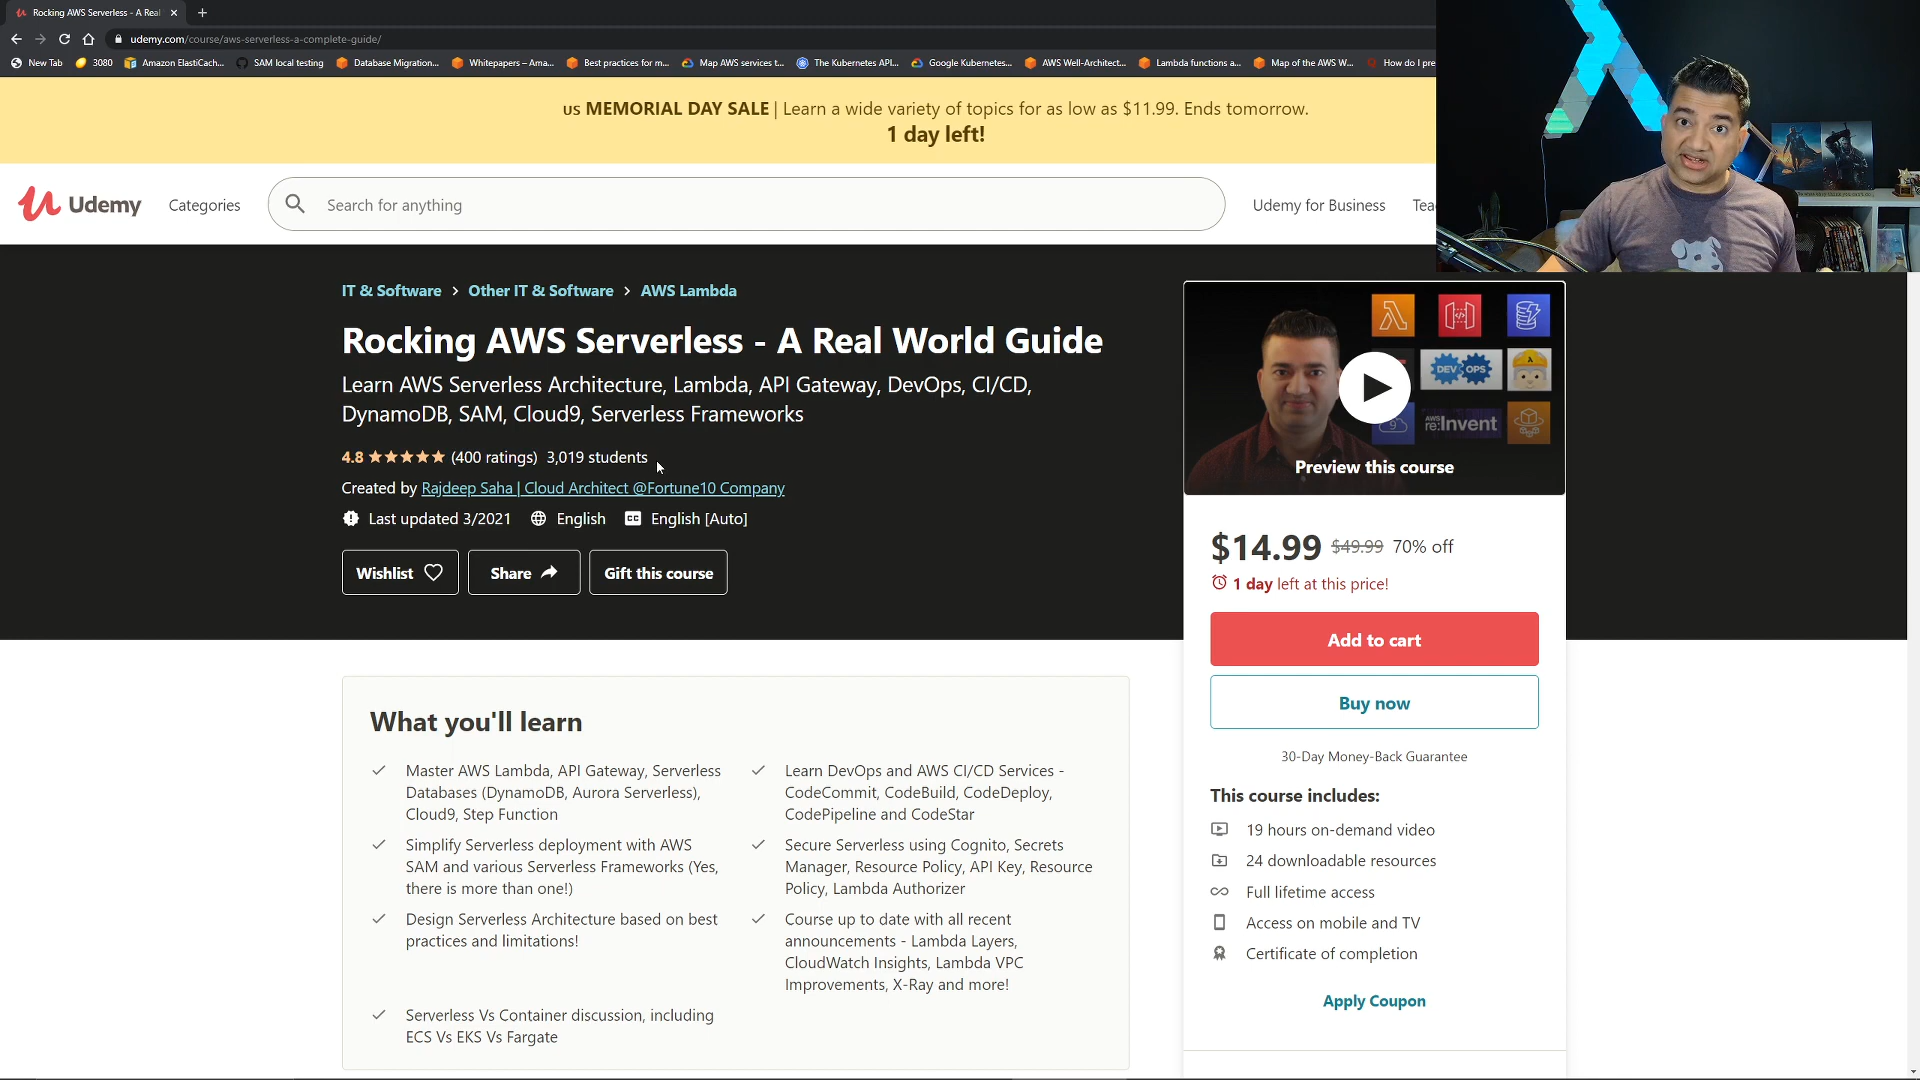 Rocking AWS Serverless - A Real
udemy.com/course/aws-serverless-a-complete-guide/
New Tab
3080
Amazon ElastiCach...
SAM local testing
Database Migration...
Whitepapers – Ama...
Best practices for m...
Map AWS services t...
The Kubernetes API...
Google Kubernetes...
AWS Well-Architect...
Lambda functions a...
Map of the AWS W...
How do I pre
US MEMORIAL DAY SALE | Learn a wide variety of topics for as low as $11.99. Ends tomorrow.
1 day left!
Udemy
Categories
Search for anything
Udemy for Business
Tea
IT & Software > Other IT & Software > AWS Lambda
Rocking AWS Serverless - A Real World Guide
Learn AWS Serverless Architecture, Lambda, API Gateway, DevOps, CI/CD,
DynamoDB, SAM, Cloud9, Serverless Frameworks
4.8 (400 ratings) 3,019 students
Created by Rajdeep Saha | Cloud Architect @Fortune10 Company
Last updated 3/2021 English CC English [Auto]
Wishlist
Share
Gift this course
DEV OPS
9
AWS re:Invent
Preview this course
$14.99 $49.99 70% off
1 day left at this price!
Add to cart
Buy now
30-Day Money-Back Guarantee
This course includes:
19 hours on-demand video
24 downloadable resources
Full lifetime access
Access on mobile and TV
Certificate of completion
Apply Coupon
What you'll learn
Master AWS Lambda, API Gateway, Serverless
Databases (DynamoDB, Aurora Serverless),
Cloud9, Step Function
Learn DevOps and AWS CI/CD Services -
CodeCommit, CodeBuild, CodeDeploy,
CodePipeline and CodeStar
Simplify Serverless deployment with AWS
SAM and various Serverless Frameworks (Yes,
there is more than one!)
Secure Serverless using Cognito, Secrets
Manager, Resource Policy, API Key, Resource
Policy, Lambda Authorizer
Design Serverless Architecture based on best
practices and limitations!
Course up to date with all recent
announcements - Lambda Layers,
CloudWatch Insights, Lambda VPC
Improvements, X-Ray and more!
Serverless Vs Container discussion, including
ECS Vs EKS Vs Fargate